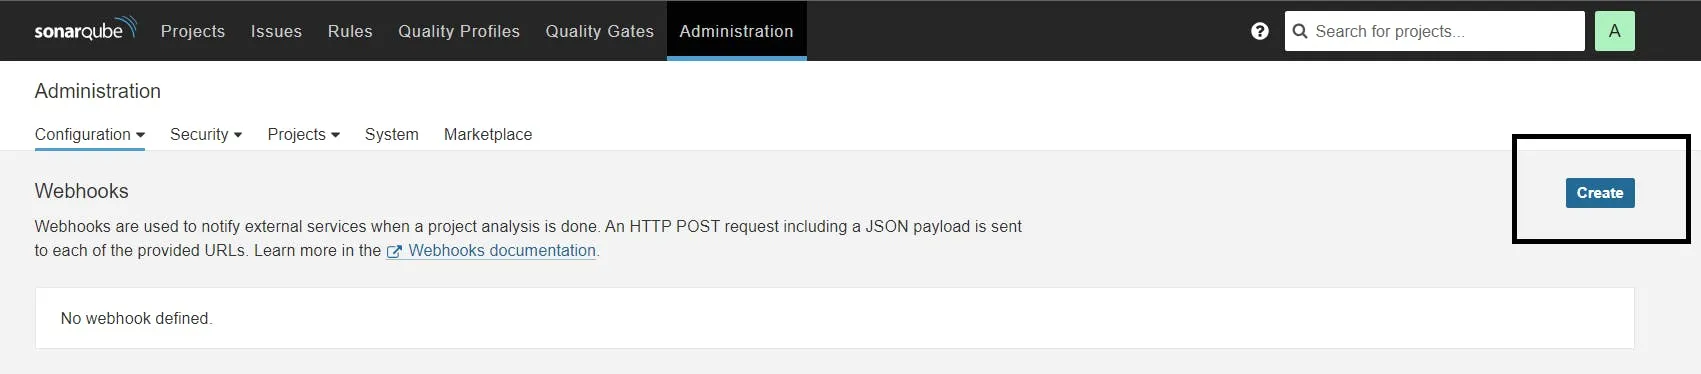 sonarqube Projects Issues Rules Quality Profiles Quality Gates Administration Search for projects... A
Administration
Configuration Security Projects System Marketplace
Webhooks
Create
Webhooks are used to notify external services when a project analysis is done. An HTTP POST request including a JSON payload is sent
to each of the provided URLs. Learn more in the Webhooks documentation.
No webhook defined.